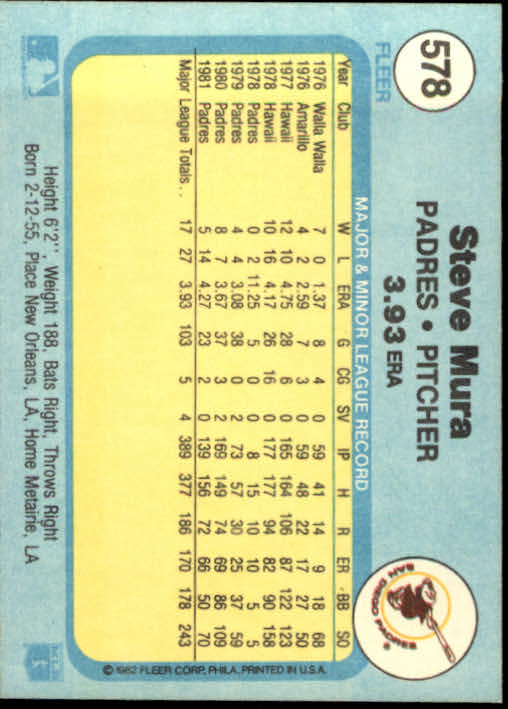 578
FLEER
Steve Mura
PADRES • PITCHER
3.93 ERA
SAN DIEGO PADRES ®
MAJOR & MINOR LEAGUE RECORD
Year Club W L ERA G CG SV IP H R ER BB SO
1976 Walla Walla 7 0 1.37 8 4 0 59 41 14 9 18 68
1976 Amarillo 4 2 2.59 7 3 0 59 48 22 17 27 50
1977 Hawaii 12 10 4.75 28 6 0 165 164 106 87 122 123
1978 Hawaii 10 16 4.17 26 16 0 177 177 94 82 90 158
1978 Padres 0 2 11.25 5 0 0 8 15 10 10 5 5
1979 Padres 4 4 3.08 38 0 2 73 57 30 25 37 59
1980 Padres 8 7 3.67 37 3 2 169 149 74 69 86 109
1981 Padres 5 14 4.27 23 2 0 139 156 72 66 50 70
Major League Totals . . 17 27 3.93 103 5 4 389 377 186 170 178 243
© 1982 FLEER CORP., PHILA. PRINTED IN U.S.A.
Height 6'2'', Weight 188, Bats Right, Throws Right
Born 2-12-55, Place New Orleans, LA, Home Metairie, LA